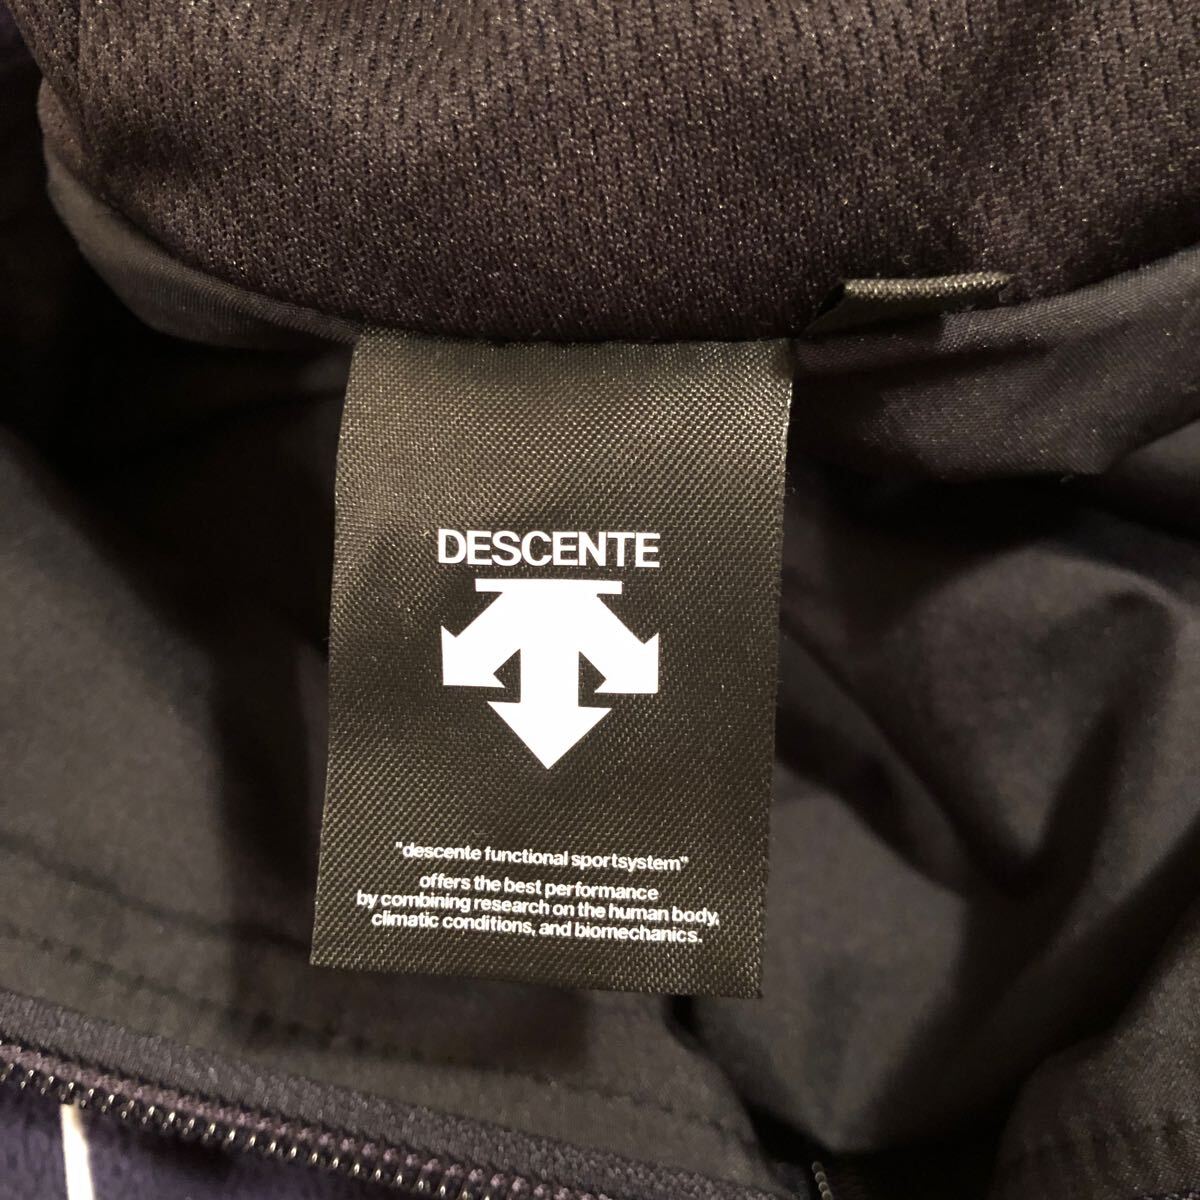 DESCENTE
"descente functional sportsystem"
offers the best performance
by combining research on the human body,
climatic conditions, and biomechanics.